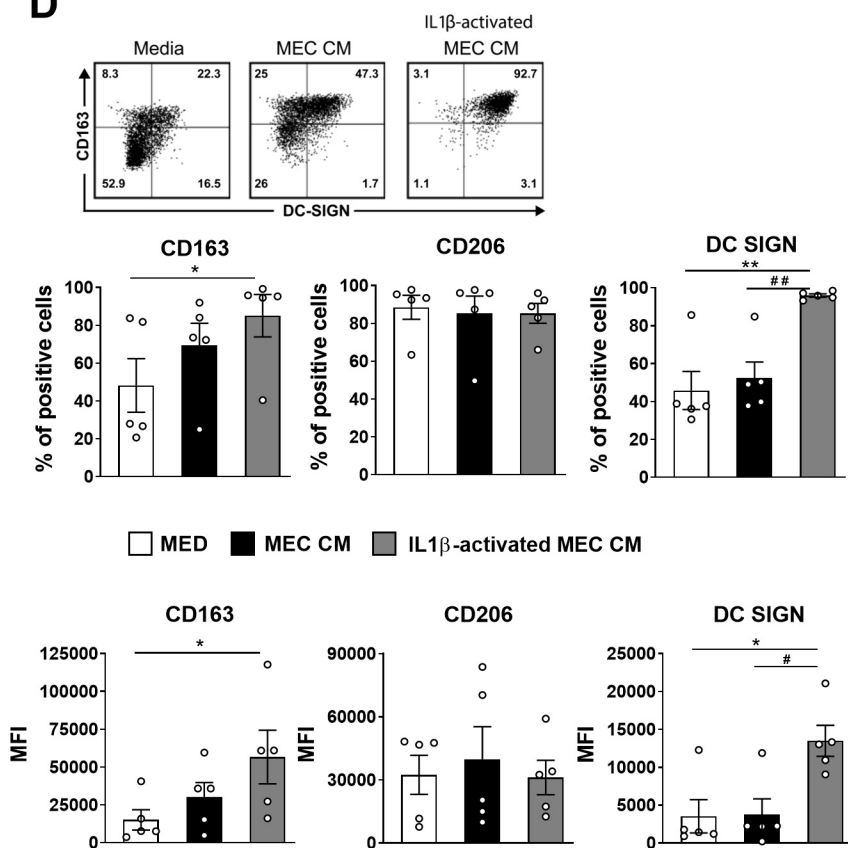 D
IL1β-activated
Media MEC CM MEC CM
8.3 22.3 25 47.3 3.1 92.7
CD163
52.9 16.5 26 1.7 1.1 3.1
DC-SIGN
CD163 CD206 DC SIGN
* ** ##
% of positive cells % of positive cells % of positive cells
100 100 100
80 80 80
60 60 60
40 40 40
20 20 20
0 0 0
MED MEC CM IL1β-activated MEC CM
CD163 CD206 DC SIGN
* * #
MFI MFI MFI
125000 90000 25000
100000 20000
75000 60000 15000
50000 30000 10000
25000 5000
0 0 0